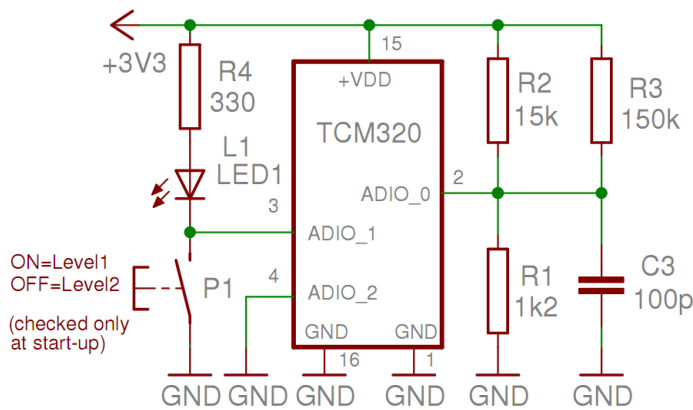 15
+3V3
R4
330
+VDD
TCM320
R2
15k
R3
150k
L1
LED1
ADIO_0
2
3
ADIO_1
ON=Level1
OFF=Level2
P1
4
ADIO_2
(checked only
at start-up)
R1
1k2
C3
100p
GND
GND
16
1
GND
GND
GND
GND
GND
GND